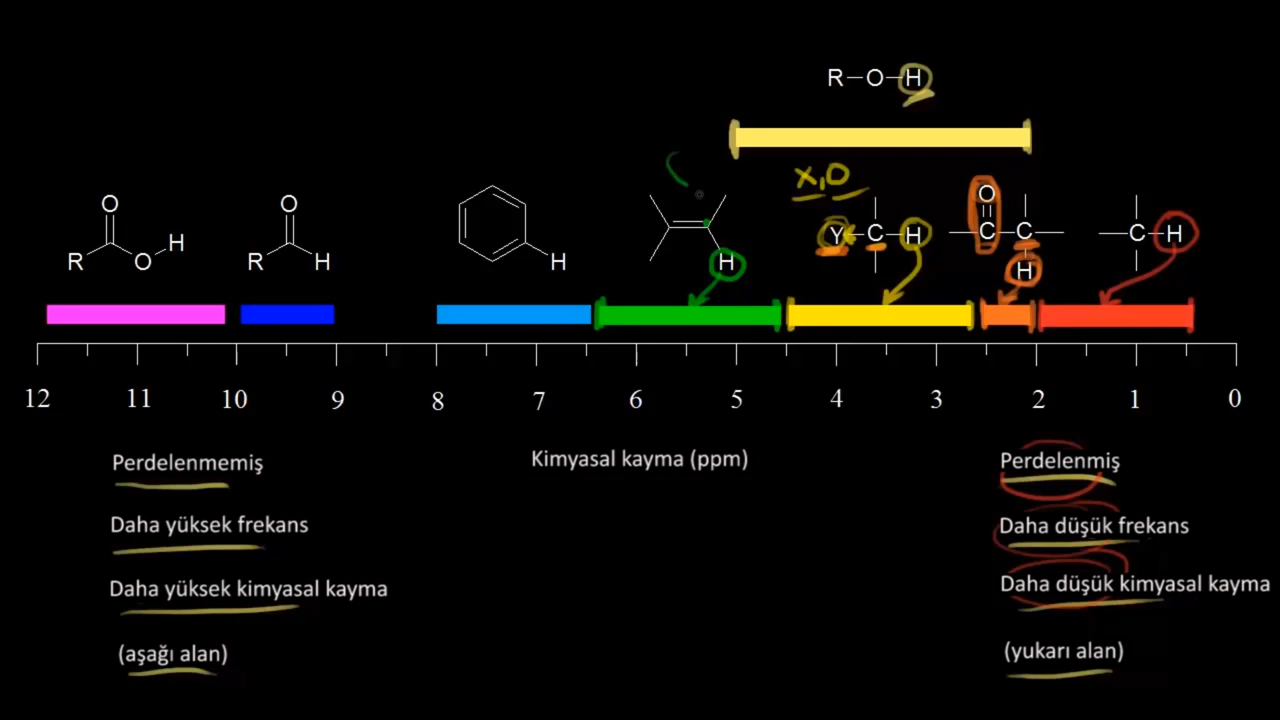 R-O-H
X,O
O
R
O
H
O
R
H
H
H
Y-C-H
O
C
C
H
C-H
12 11 10 9 8 7 6 5 4 3 2 1 0
Kimyasal kayma (ppm)
Perdelenmemiş
Daha yüksek frekans
Daha yüksek kimyasal kayma
(aşağı alan)
Perdelenmiş
Daha düşük frekans
Daha düşük kimyasal kayma
(yukarı alan)